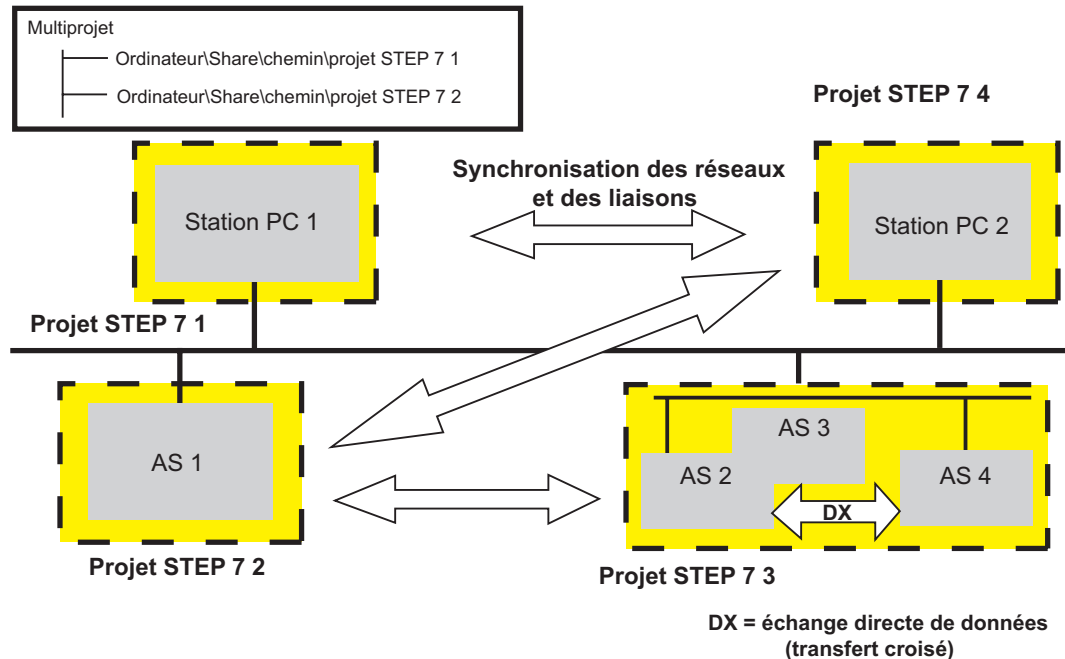 Multiprojet
Ordinateur\Share\chemin\projet STEP 7 1
Ordinateur\Share\chemin\projet STEP 7 2
Projet STEP 7 4
Synchronisation des réseaux
et des liaisons
Station PC 1
Station PC 2
Projet STEP 7 1
AS 1
AS 3
AS 2
AS 4
DX
Projet STEP 7 2
Projet STEP 7 3
DX = échange directe de données
(transfert croisé)